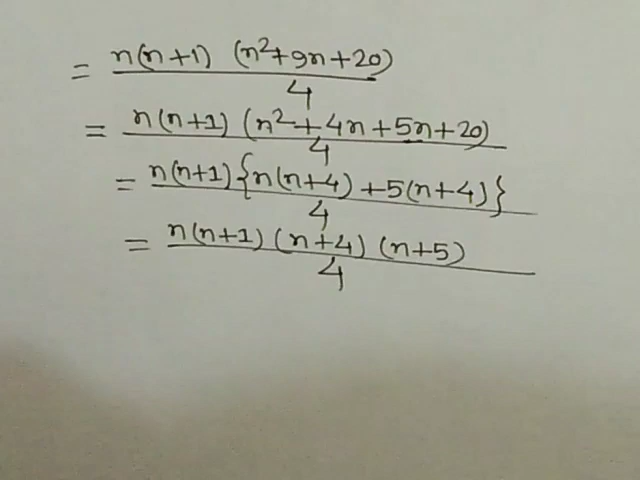 = n(n+1) (n²+9n+20) / 4
= n(n+1) (n²+4n+5n+20) / 4
= n(n+1){n(n+4)+5(n+4)} / 4
= n(n+1) (n+4) (n+5) / 4